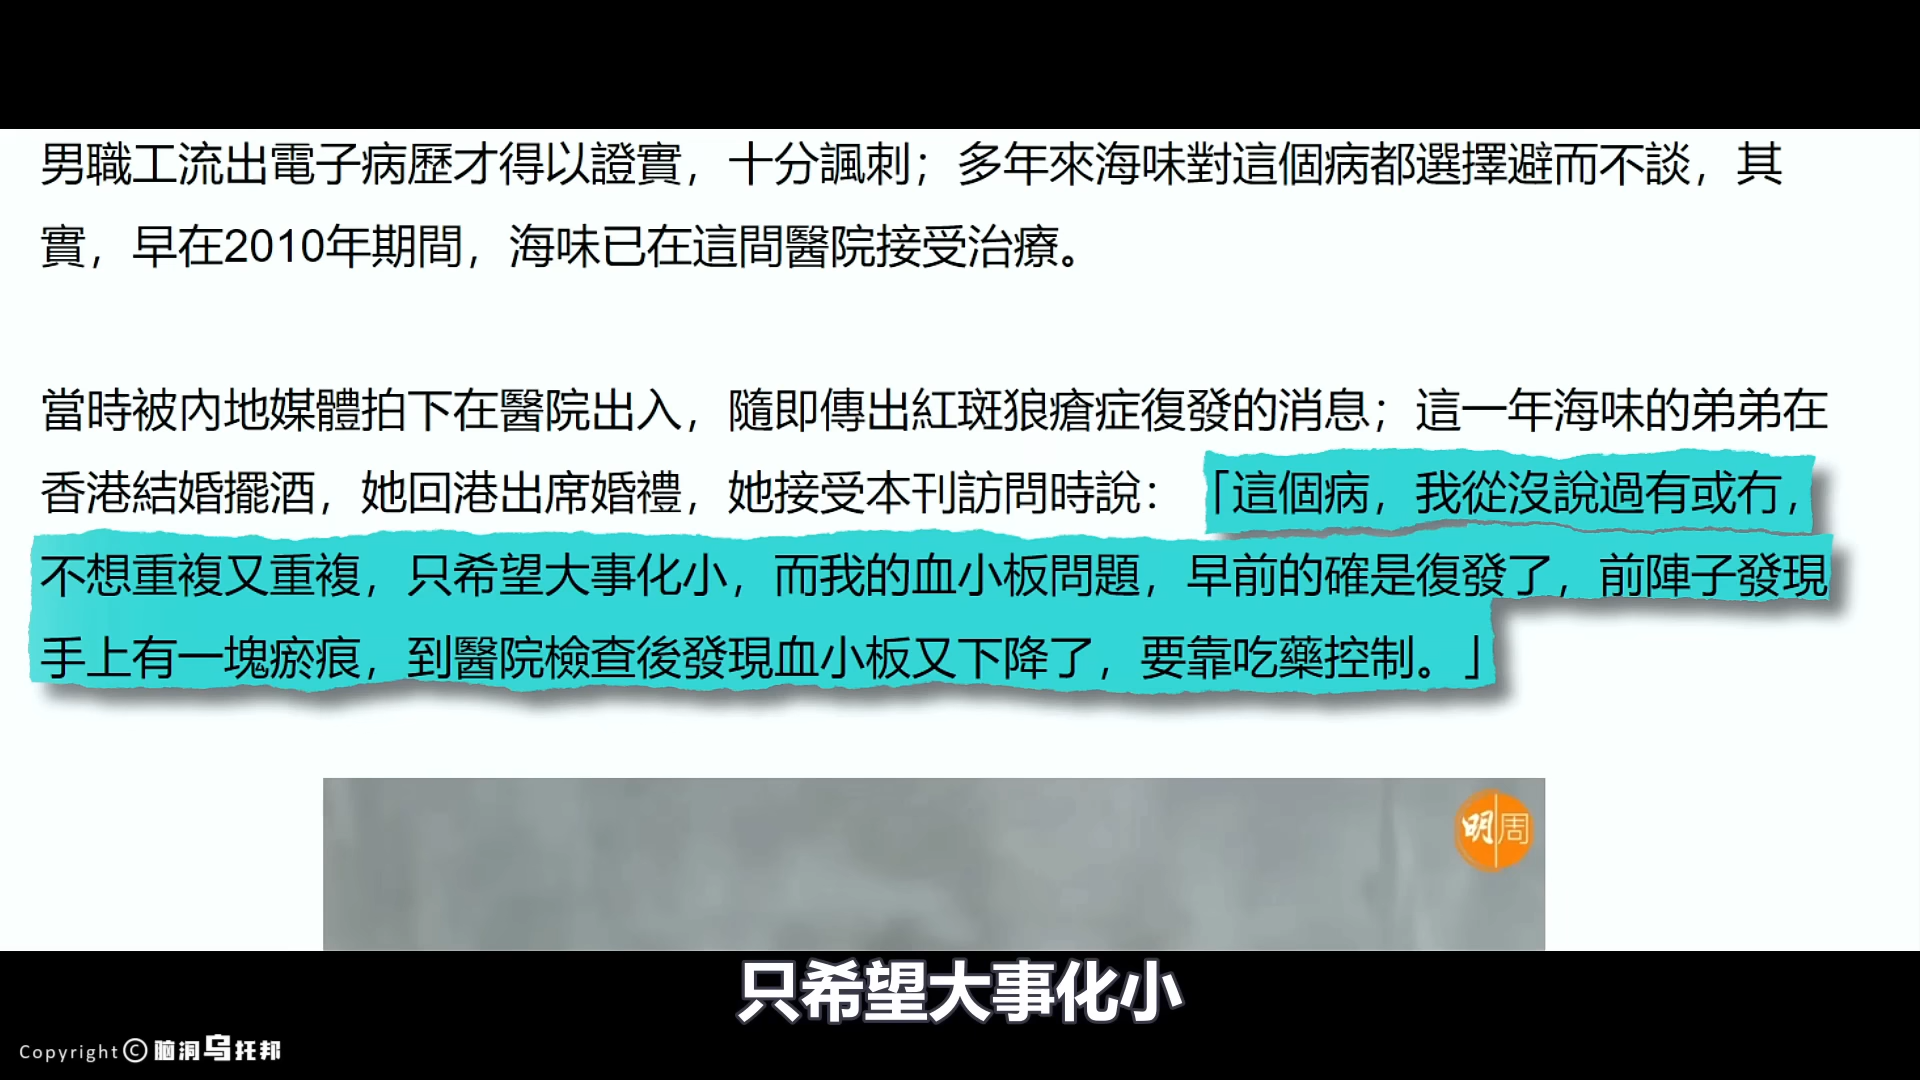 男職工流出電子病歷才得以證實，十分諷刺；多年來海味對這個病都選擇避而不談，其
實，早在2010年期間，海味已在這間醫院接受治療。
當時被內地媒體拍下在醫院出入，隨即傳出紅斑狼瘡症復發的消息；這一年海味的弟弟在
香港結婚擺酒，她回港出席婚禮，她接受本刊訪問時說：「這個病，我從沒說過有或冇，
不想重複又重複，只希望大事化小，而我的血小板問題，早前的確是復發了，前陣子發現
手上有一塊瘀痕，到醫院檢查後發現血小板又下降了，要靠吃藥控制。」
明周
只希望大事化小
Copyright©脑洞乌托邦